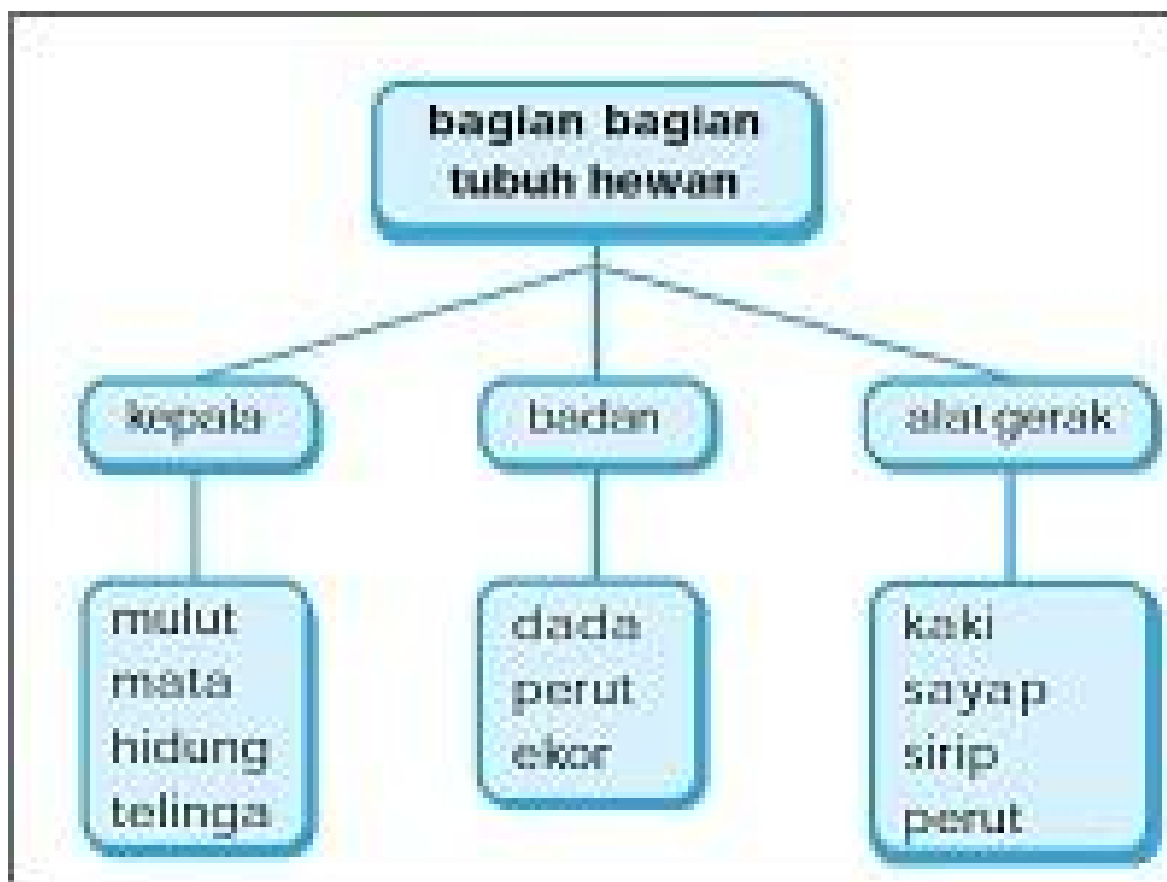 bagian bagian
tubuh hewan
kepala
badan
alat gerak
mulut
mata
hidung
telinga
dada
perut
ekor
kaki
sayap
sirip
perut